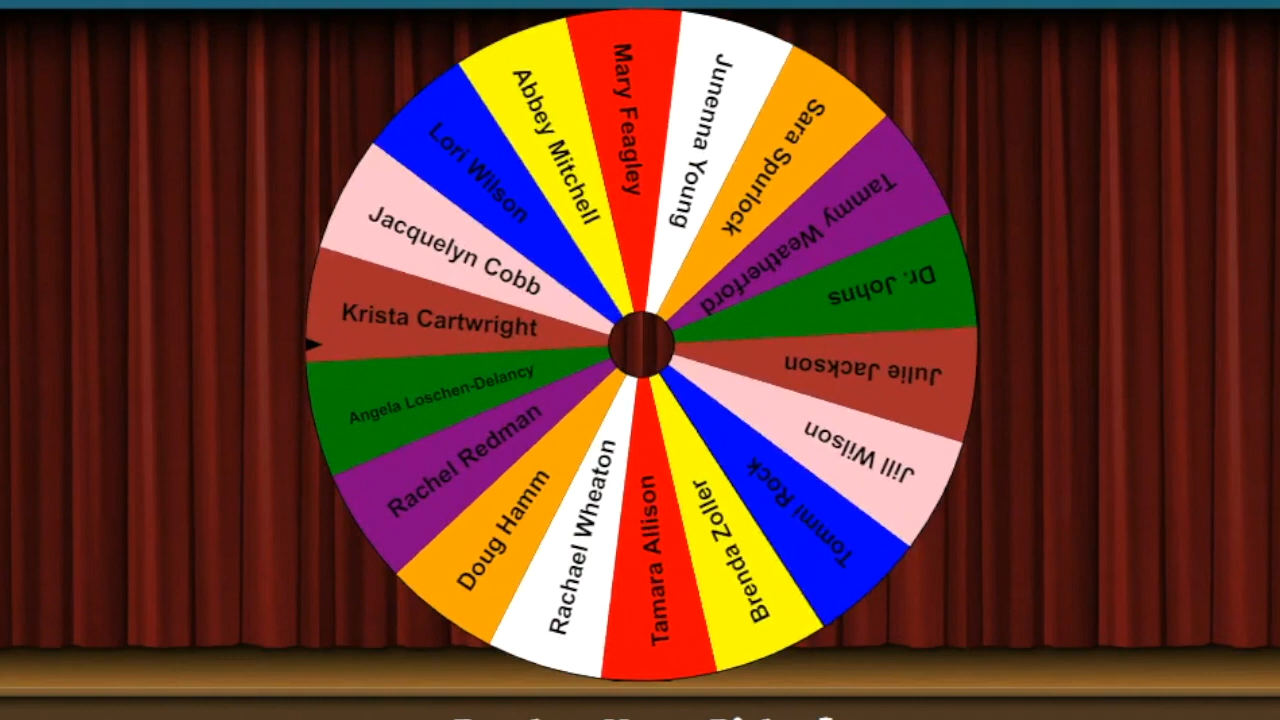 Mary Feagley
Junenna Young
Sara Spurlock
Tammy Weatherford
Dr. Johns
Julie Jackson
Jill Wilson
Tommi Rock
Brenda Zoller
Tamara Allison
Rachael Wheaton
Doug Hamm
Rachel Redman
Angela Loschen-Delancy
Krista Cartwright
Jacquelyn Cobb
Lori Wilson
Abbey Mitchell